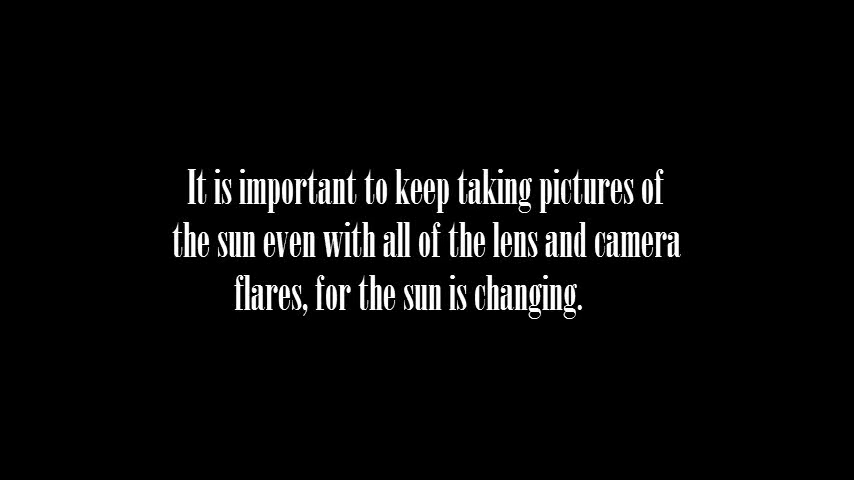 It is important to keep taking pictures of
the sun even with all of the lens and camera
flares, for the sun is changing.